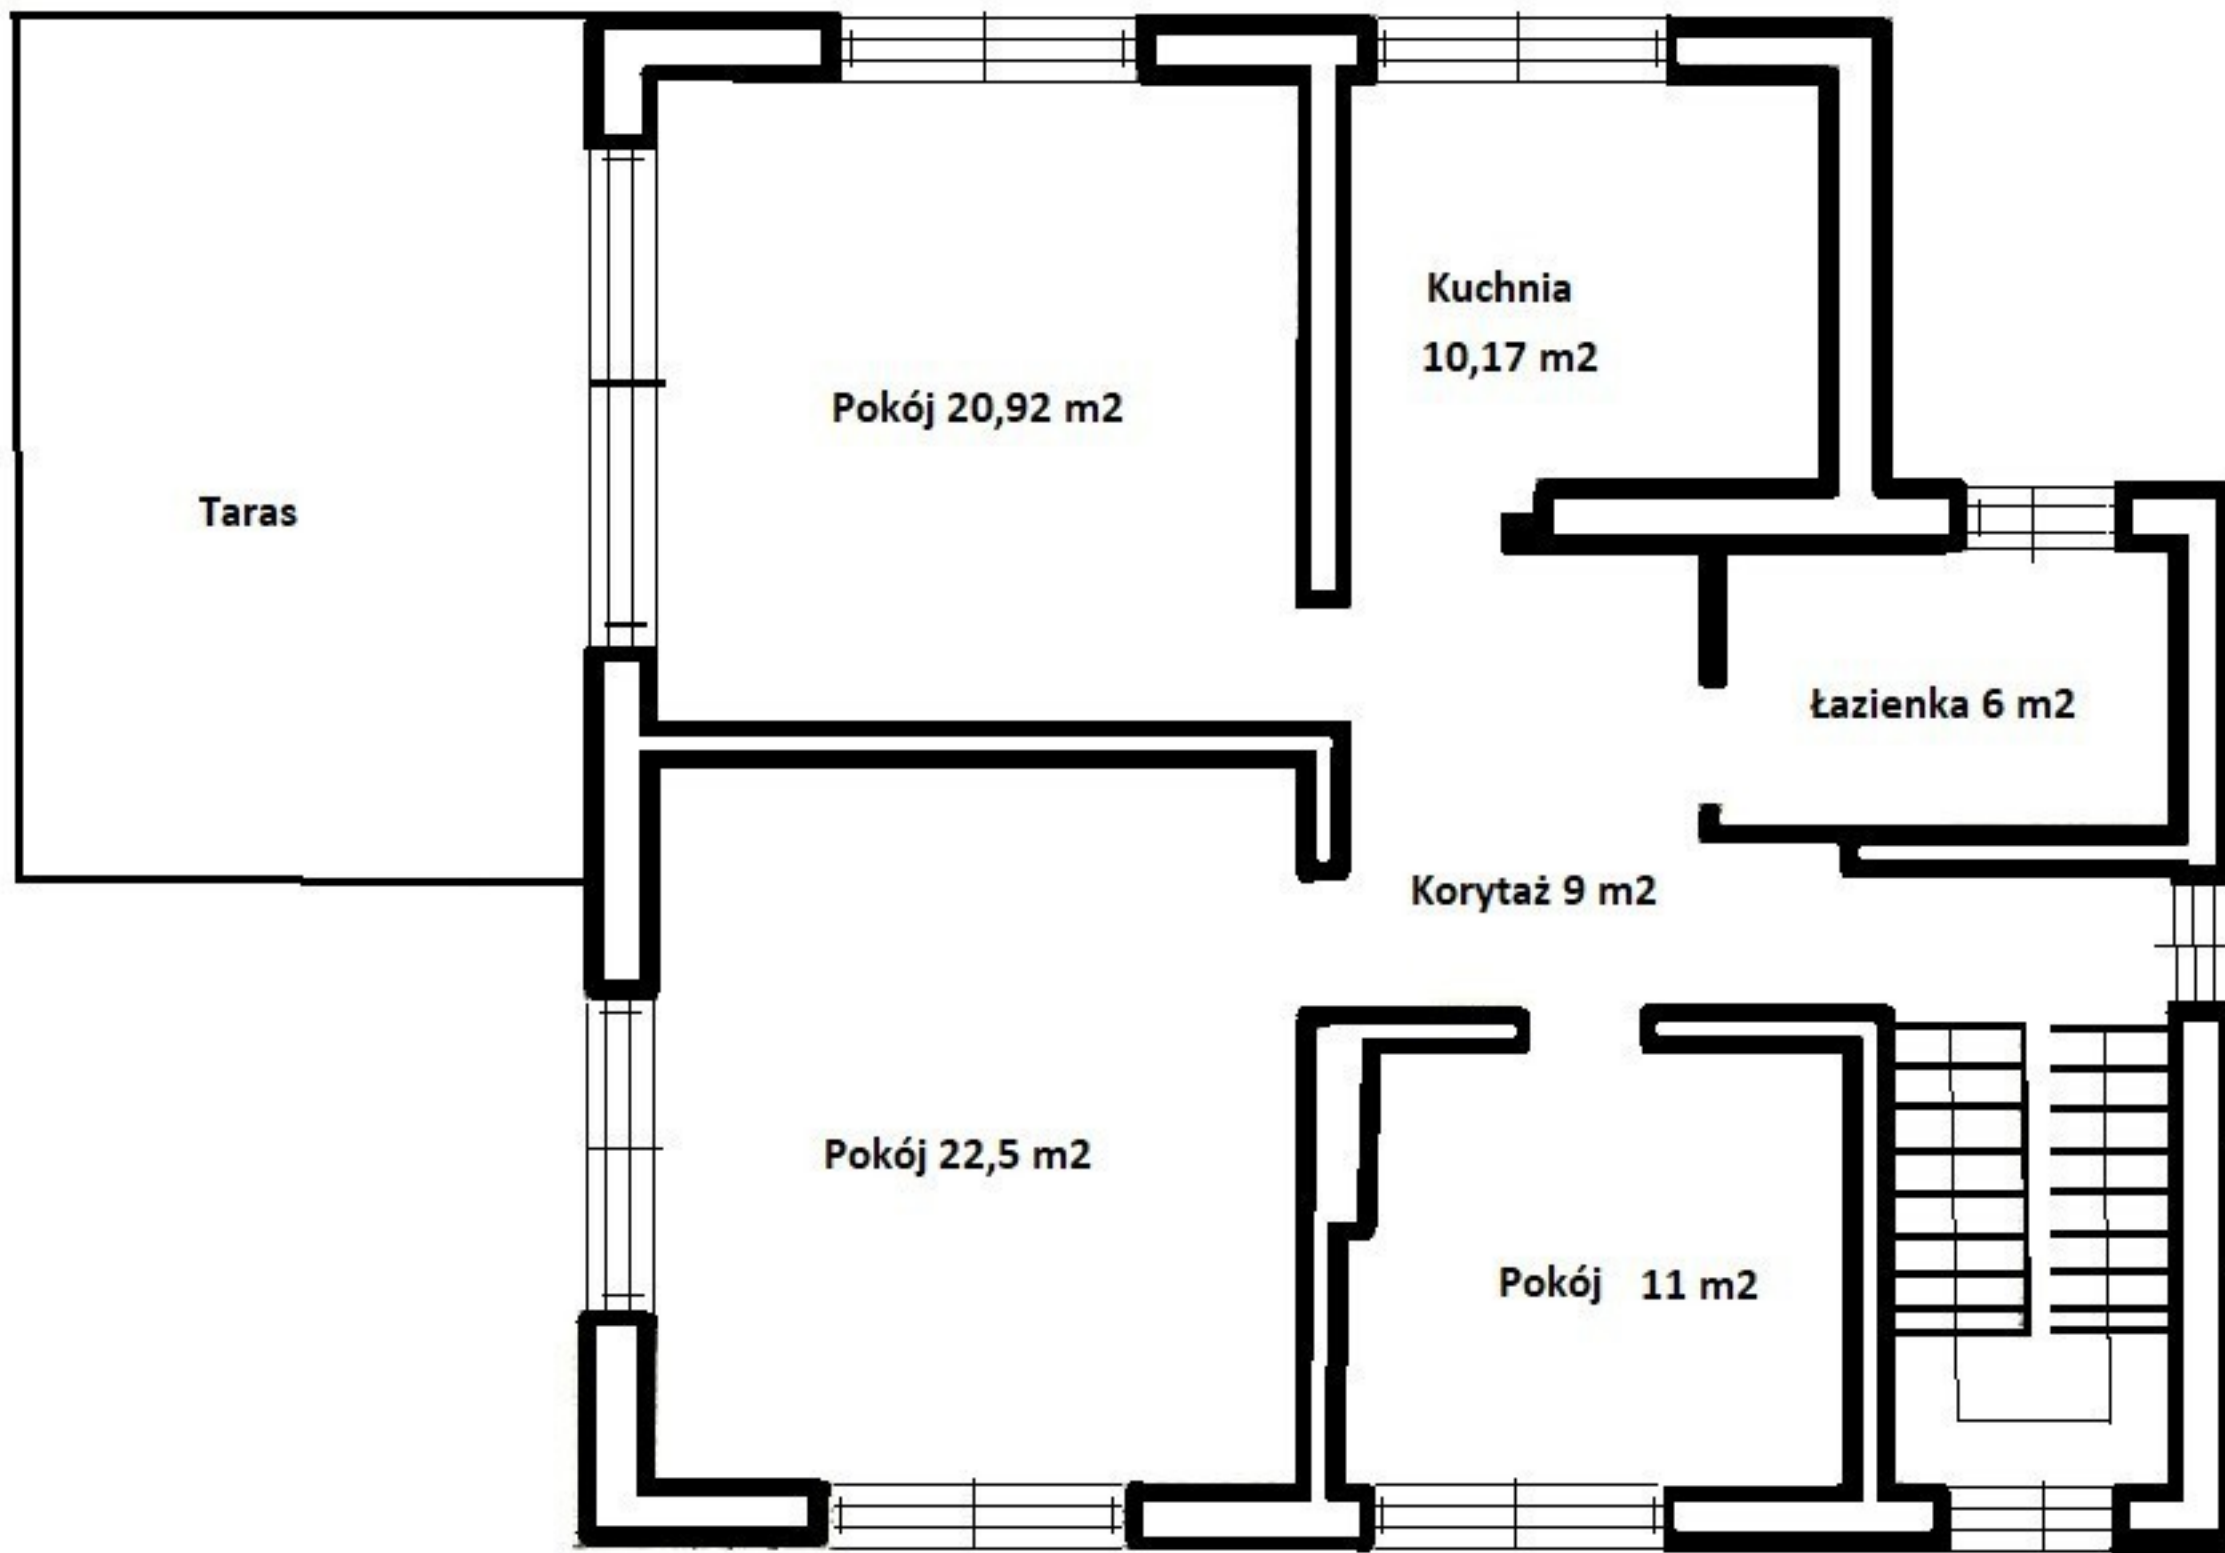 Kuchnia
10,17 m2
Pokój 20,92 m2
Taras
Łazienka 6 m2
Korytaż 9 m2
Pokój 22,5 m2
Pokój 11 m2